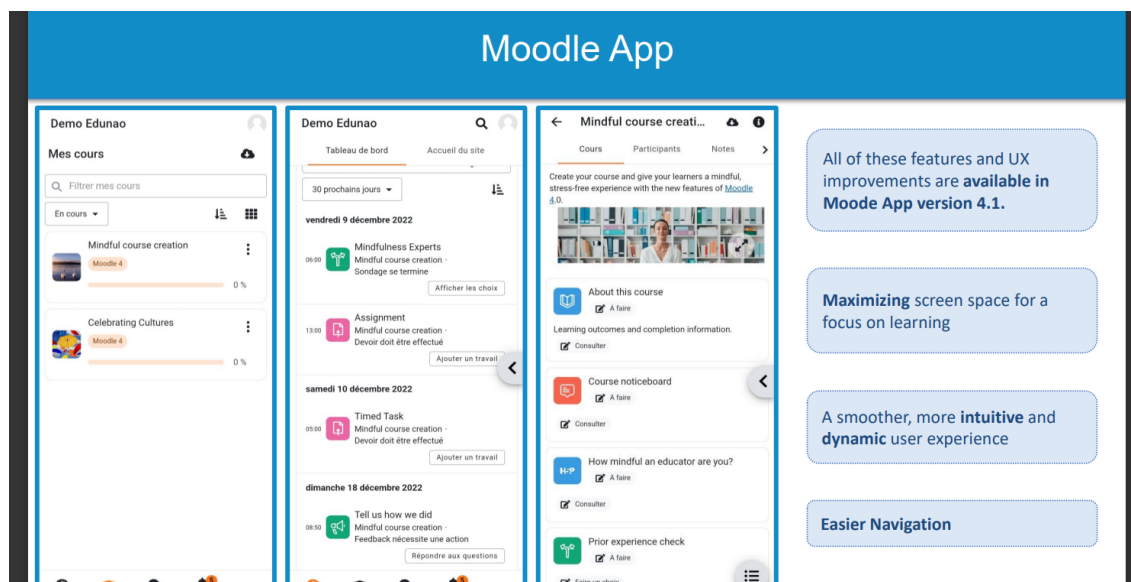 Moodle App
Demo Edunao
Mes cours
Filtrer mes cours
En cours
Mindful course creation
Moodle 4
0 %
Celebrating Cultures
Moodle 4
0 %
Demo Edunao
Tableau de bord
Accueil du site
30 prochains jours
vendredi 9 décembre 2022
06:00
Mindfulness Experts
Mindful course creation ·
Sondage se termine
Afficher les choix
13:00
Assignment
Mindful course creation ·
Devoir doit être effectué
Ajouter un travail
samedi 10 décembre 2022
05:00
Timed Task
Mindful course creation ·
Devoir doit être effectué
Ajouter un travail
dimanche 18 décembre 2022
08:50
Tell us how we did
Mindful course creation ·
Feedback nécessite une action
Répondre aux questions
Mindful course creati...
Cours
Participants
Notes
Create your course and give your learners a mindful,
stress-free experience with the new features of Moodle
4.0.
About this course
À faire
Learning outcomes and completion information.
Consulter
Course noticeboard
À faire
Consulter
H-P
How mindful an educator are you?
À faire
Consulter
Prior experience check
À faire
Faire un choix
All of these features and UX
improvements are available in
Moode App version 4.1.
Maximizing screen space for a
focus on learning
A smoother, more intuitive and
dynamic user experience
Easier Navigation